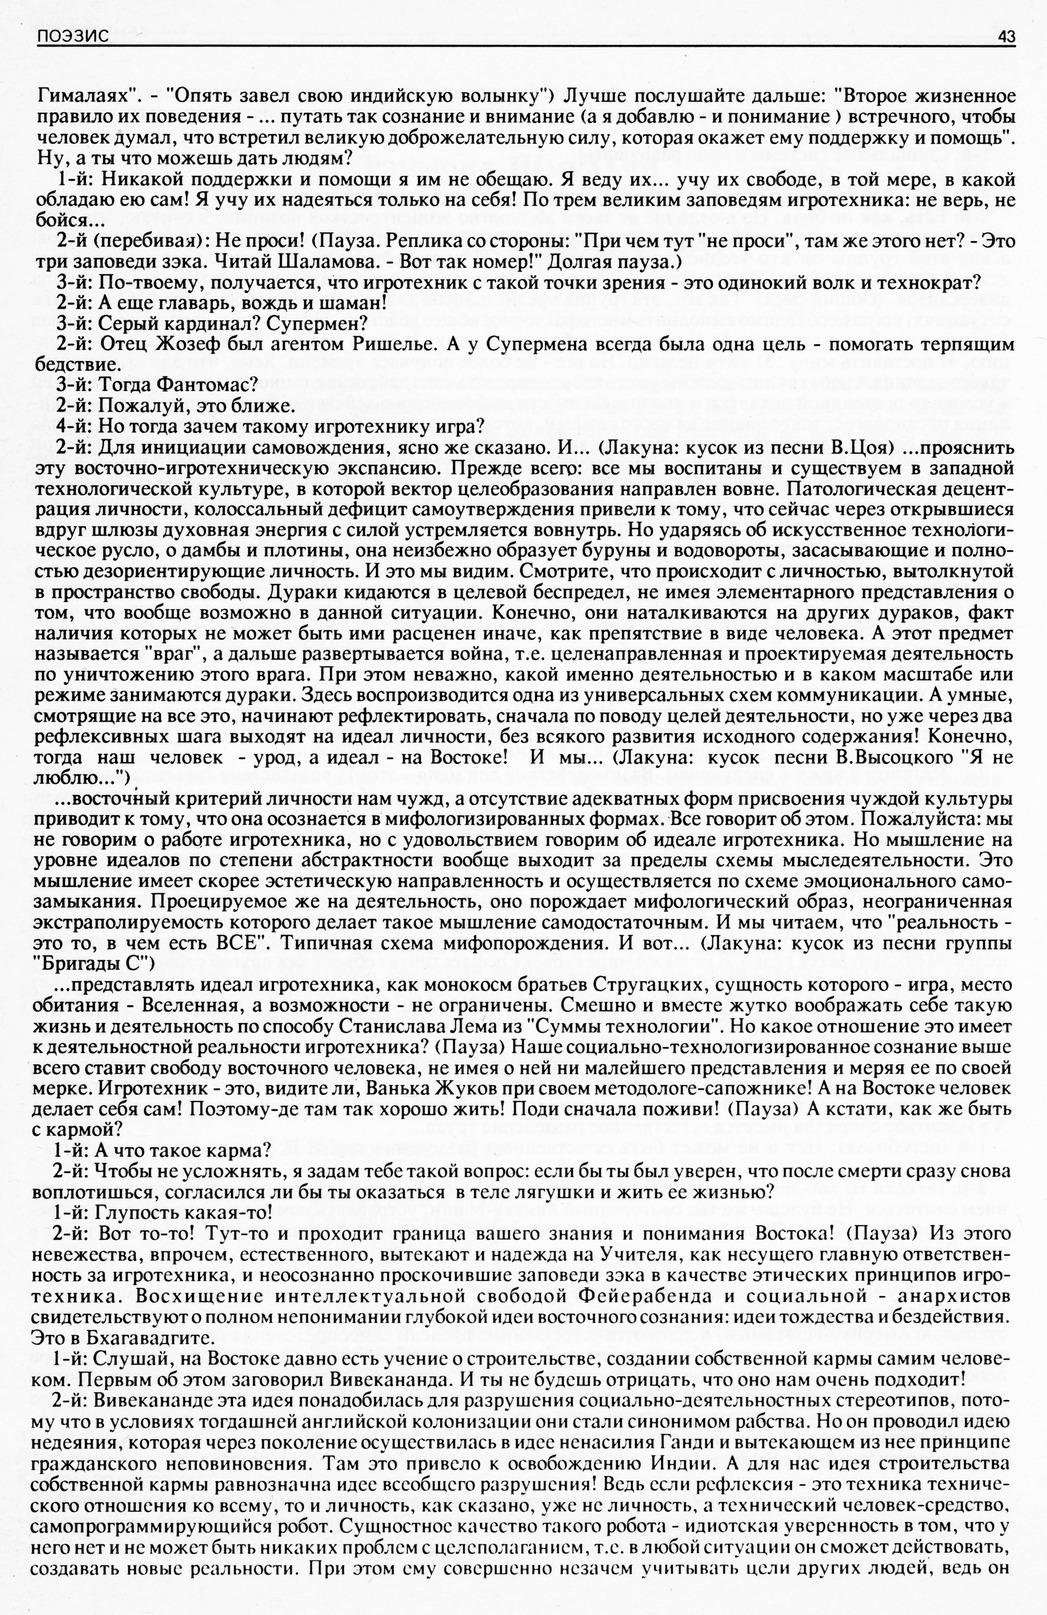 ПОЭЗИС 43
Гималаях". - "Опять завел свою индийскую волынку") Лучше послушайте дальше: "Второе жизненное
правило их поведения - ... путать так сознание и внимание (а я добавлю - и понимание ) встречного, чтобы
человек думал, что встретил великую доброжелательную силу, которая окажет ему поддержку и помощь".
Ну, а ты что можешь дать людям?
1-й: Никакой поддержки и помощи я им не обещаю. Я веду их... учу их свободе, в той мере, в какой
обладаю ею сам! Я учу их надеяться только на себя! По трем великим заповедям игротехника: не верь, не
бойся...
2-й (перебивая): Не проси! (Пауза. Реплика со стороны: "При чем тут "не проси", там же этого нет? - Это
три заповеди зэка. Читай Шаламова. - Вот так номер!" Долгая пауза.)
3-й: По-твоему, получается, что игротехник с такой точки зрения - это одинокий волк и технократ?
2-й: А еще главарь, вождь и шаман!
3-й: Серый кардинал? Супермен?
2-й: Отец Жозеф был агентом Ришелье. А у Супермена всегда была одна цель - помогать терпящим
бедствие.
3-й: Тогда Фантомас?
2-й: Пожалуй, это ближе.
4-й: Но тогда зачем такому игротехнику игра?
2-й: Для инициации самовождения, ясно же сказано. И... (Лакуна: кусок из песни В.Цоя) ...прояснить
эту восточно-игротехническую экспансию. Прежде всего: все мы воспитаны и существуем в западной
технологической культуре, в которой вектор целеобразования направлен вовне. Патологическая децент-
рация личности, колоссальный дефицит самоутверждения привели к тому, что сейчас через открывшиеся
вдруг шлюзы духовная энергия с силой устремляется вовнутрь. Но ударяясь об искусственное технологи-
ческое русло, о дамбы и плотины, она неизбежно образует буруны и водовороты, засасывающие и полно-
стью дезориентирующие личность. И это мы видим. Смотрите, что происходит с личностью, вытолкнутой
в пространство свободы. Дураки кидаются в целевой беспредел, не имея элементарного представления о
том, что вообще возможно в данной ситуации. Конечно, они наталкиваются на других дураков, факт
наличия которых не может быть ими расценен иначе, как препятствие в виде человека. А этот предмет
называется "враг", а дальше развертывается война, т.е. целенаправленная и проектируемая деятельность
по уничтожению этого врага. При этом неважно, какой именно деятельностью и в каком масштабе или
режиме занимаются дураки. Здесь воспроизводится одна из универсальных схем коммуникации. А умные,
смотрящие на все это, начинают рефлектировать, сначала по поводу целей деятельности, но уже через два
рефлексивных шага выходят на идеал личности, без всякого развития исходного содержания! Конечно,
тогда наш человек - урод, а идеал - на Востоке! И мы... (Лакуна: кусок песни В.Высоцкого "Я не
люблю...")
...восточный критерий личности нам чужд, а отсутствие адекватных форм присвоения чуждой культуры
приводит к тому, что она осознается в мифологизированных формах. Все говорит об этом. Пожалуйста: мы
не говорим о работе игротехника, но с удовольствием говорим об идеале игротехника. Но мышление на
уровне идеалов по степени абстрактности вообще выходит за пределы схемы мыследеятельности. Это
мышление имеет скорее эстетическую направленность и осуществляется по схеме эмоционального само-
замыкания. Проецируемое же на деятельность, оно порождает мифологический образ, неограниченная
экстраполируемость которого делает такое мышление самодостаточным. И мы читаем, что "реальность -
это то, в чем есть ВСЕ". Типичная схема мифопорождения. И вот... (Лакуна: кусок из песни группы
"Бригады С")
...представлять идеал игротехника, как монокосм братьев Стругацких, сущность которого - игра, место
обитания - Вселенная, а возможности - не ограничены. Смешно и вместе жутко воображать себе такую
жизнь и деятельность по способу Станислава Лема из "Суммы технологии". Но какое отношение это имеет
к деятельностной реальности игротехника? (Пауза) Наше социально-технологизированное сознание выше
всего ставит свободу восточного человека, не имея о ней ни малейшего представления и меряя ее по своей
мерке. Игротехник - это, видите ли, Ванька Жуков при своем методологе-сапожнике! А на Востоке человек
делает себя сам! Поэтому-де там так хорошо жить! Поди сначала поживи! (Пауза) А кстати, как же быть
с кармой?
1-й: А что такое карма?
2-й: Чтобы не усложнять, я задам тебе такой вопрос: если бы ты был уверен, что после смерти сразу снова
воплотишься, согласился ли бы ты оказаться в теле лягушки и жить ее жизнью?
1-й: Глупость какая-то!
2-й: Вот то-то! Тут-то и проходит граница вашего знания и понимания Востока! (Пауза) Из этого
невежества, впрочем, естественного, вытекают и надежда на Учителя, как несущего главную ответствен-
ность за игротехника, и неосознанно проскочившие заповеди зэка в качестве этических принципов игро-
техника. Восхищение интеллектуальной свободой Фейерабенда и социальной - анархистов
свидетельствуют о полном непонимании глубокой идеи восточного сознания: идеи тождества и бездействия.
Это в Бхагавадгите.
1-й: Слушай, на Востоке давно есть учение о строительстве, создании собственной кармы самим челове-
ком. Первым об этом заговорил Вивекананда. И ты не будешь отрицать, что оно нам очень подходит!
2-й: Вивекананде эта идея понадобилась для разрушения социально-деятельностных стереотипов, пото-
му что в условиях тогдашней английской колонизации они стали синонимом рабства. Но он проводил идею
недеяния, которая через поколение осуществилась в идее ненасилия Ганди и вытекающем из нее принципе
гражданского неповиновения. Там это привело к освобождению Индии. А для нас идея строительства
собственной кармы равнозначна идее всеобщего разрушения! Ведь если рефлексия - это техника техниче-
ского отношения ко всему, то и личность, как сказано, уже не личность, а технический человек-средство,
самопрограммирующийся робот. Сущностное качество такого робота - идиотская уверенность в том, что у
него нет и не может быть никаких проблем с целеполаганием, т.е. в любой ситуации он сможет действовать,
создавать новые реальности. При этом ему совершенно незачем учитывать цели других людей, ведь он